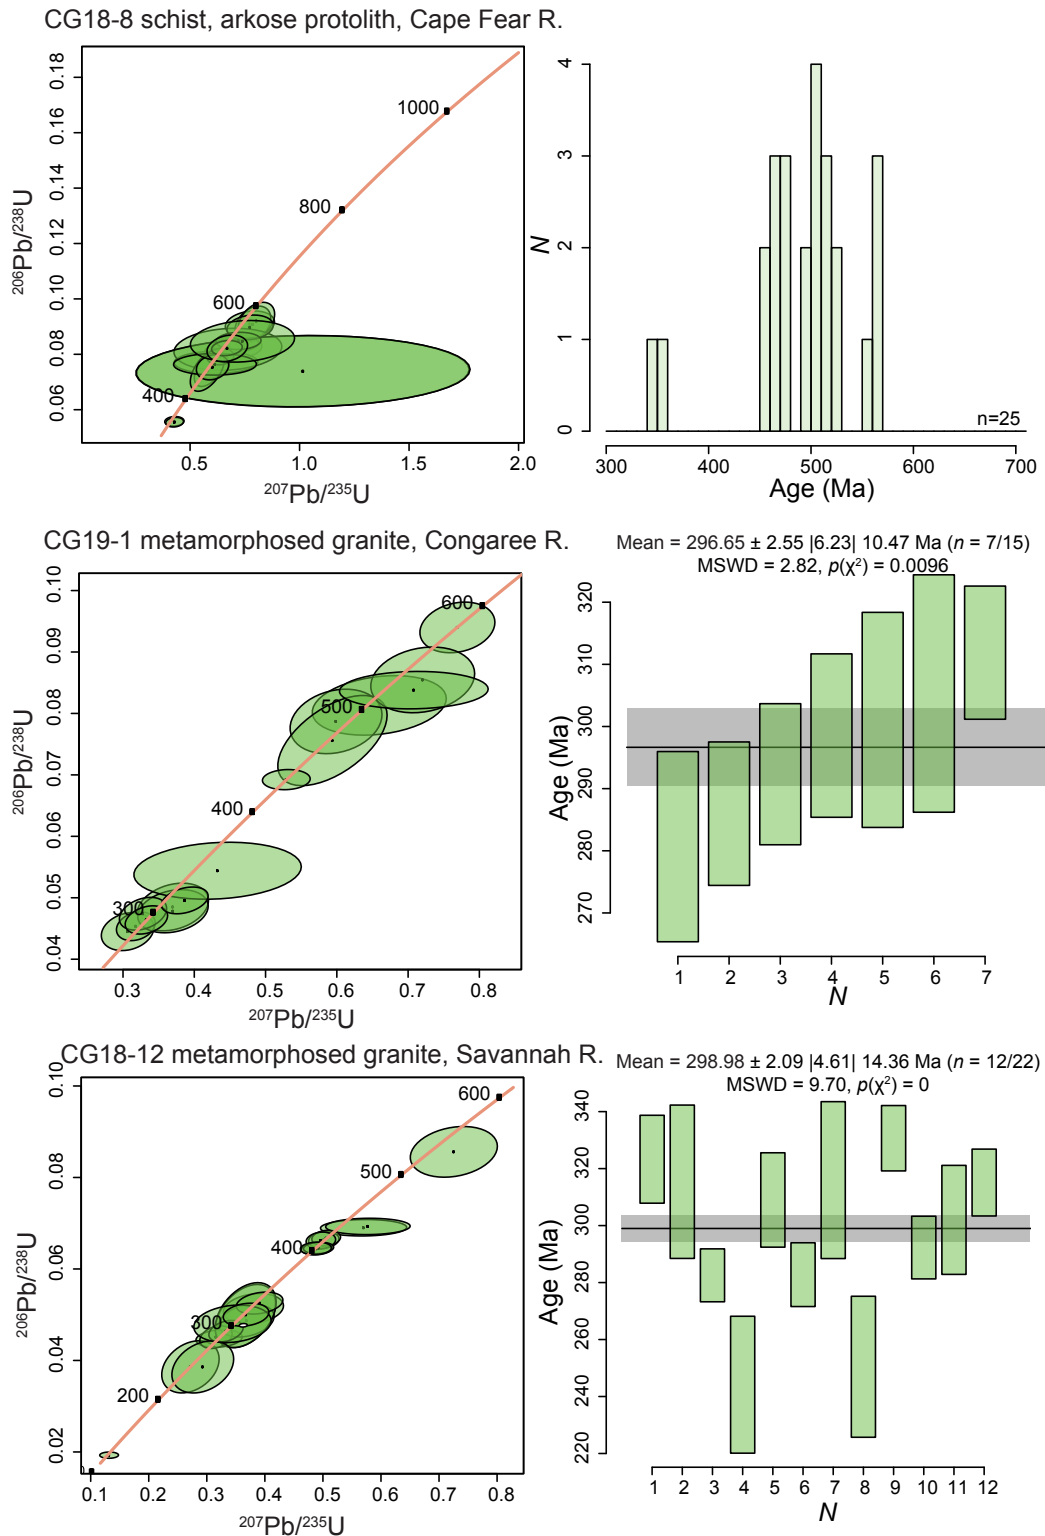 CG18-8 schist, arkose protolith, Cape Fear R.
0.18
0.16
0.14
0.12
0.10
0.08
0.06
206Pb/238U
1000
800
600
400
0.5 1.0 1.5 2.0
207Pb/235U
4
3
2
1
0
N
n=25
300 400 500 600 700
Age (Ma)
CG19-1 metamorphosed granite, Congaree R.
0.10
0.09
0.08
0.07
0.06
0.05
0.04
206Pb/238U
600
500
400
300
0.3 0.4 0.5 0.6 0.7 0.8
207Pb/235U
Mean = 296.65 ± 2.55 |6.23| 10.47 Ma (n = 7/15)
MSWD = 2.82, p(χ²) = 0.0096
320
310
300
290
280
270
Age (Ma)
1 2 3 4 5 6 7
N
CG18-12 metamorphosed granite, Savannah R.
0.10
0.08
0.06
0.04
0.02
206Pb/238U
600
500
400
300
200
0.1 0.2 0.3 0.4 0.5 0.6 0.7 0.8
207Pb/235U
Mean = 298.98 ± 2.09 |4.61| 14.36 Ma (n = 12/22)
MSWD = 9.70, p(χ²) = 0
340
320
300
280
260
240
220
Age (Ma)
1 2 3 4 5 6 7 8 9 10 11 12
N